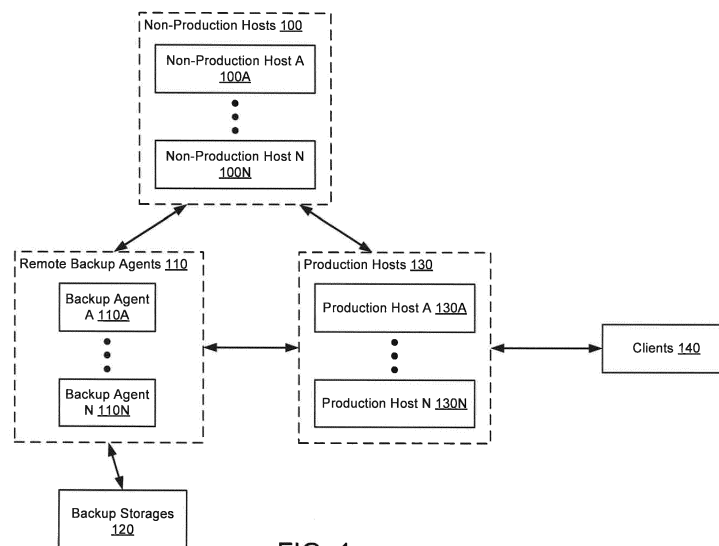 Non-Production Hosts 100
Non-Production Host A
100A
Non-Production Host N
100N
Remote Backup Agents 110
Backup Agent
A 110A
Backup Agent
N 110N
Production Hosts 130
Production Host A 130A
Production Host N 130N
Clients 140
Backup Storages
120